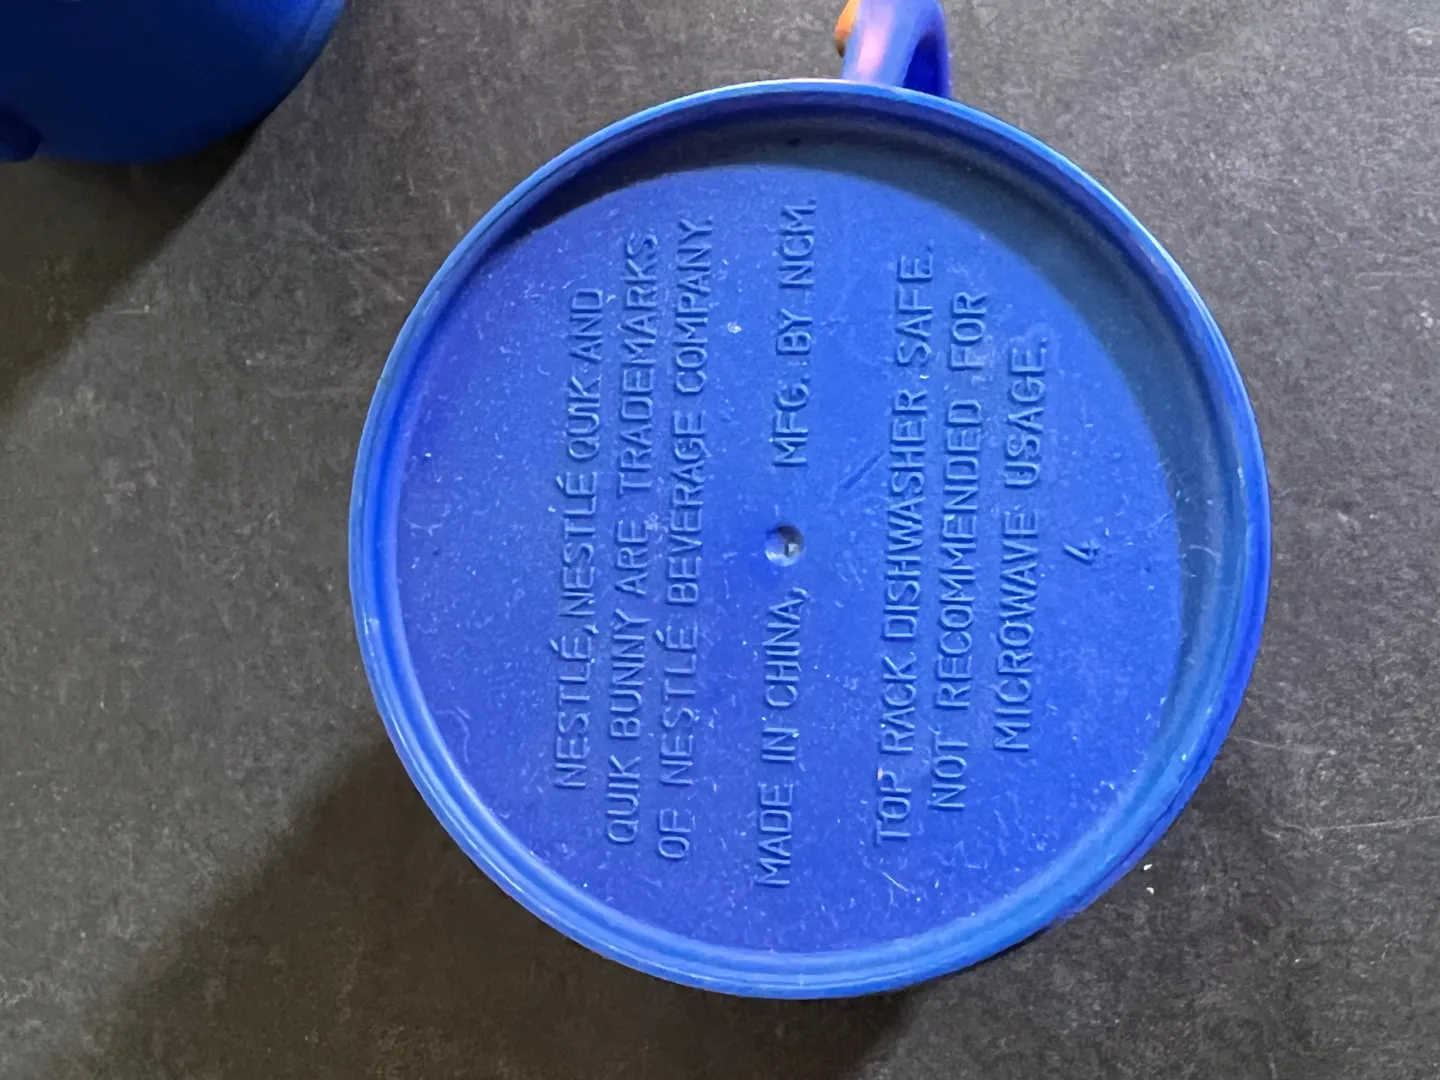 NESTLÉ, NESTLÉ QUIK AND
QUIK BUNNY ARE TRADEMARKS
OF NESTLÉ BEVERAGE COMPANY.
MADE IN CHINA, MFG. BY NCM.
TOP RACK DISHWASHER SAFE.
NOT RECOMMENDED FOR
MICROWAVE USAGE.
4